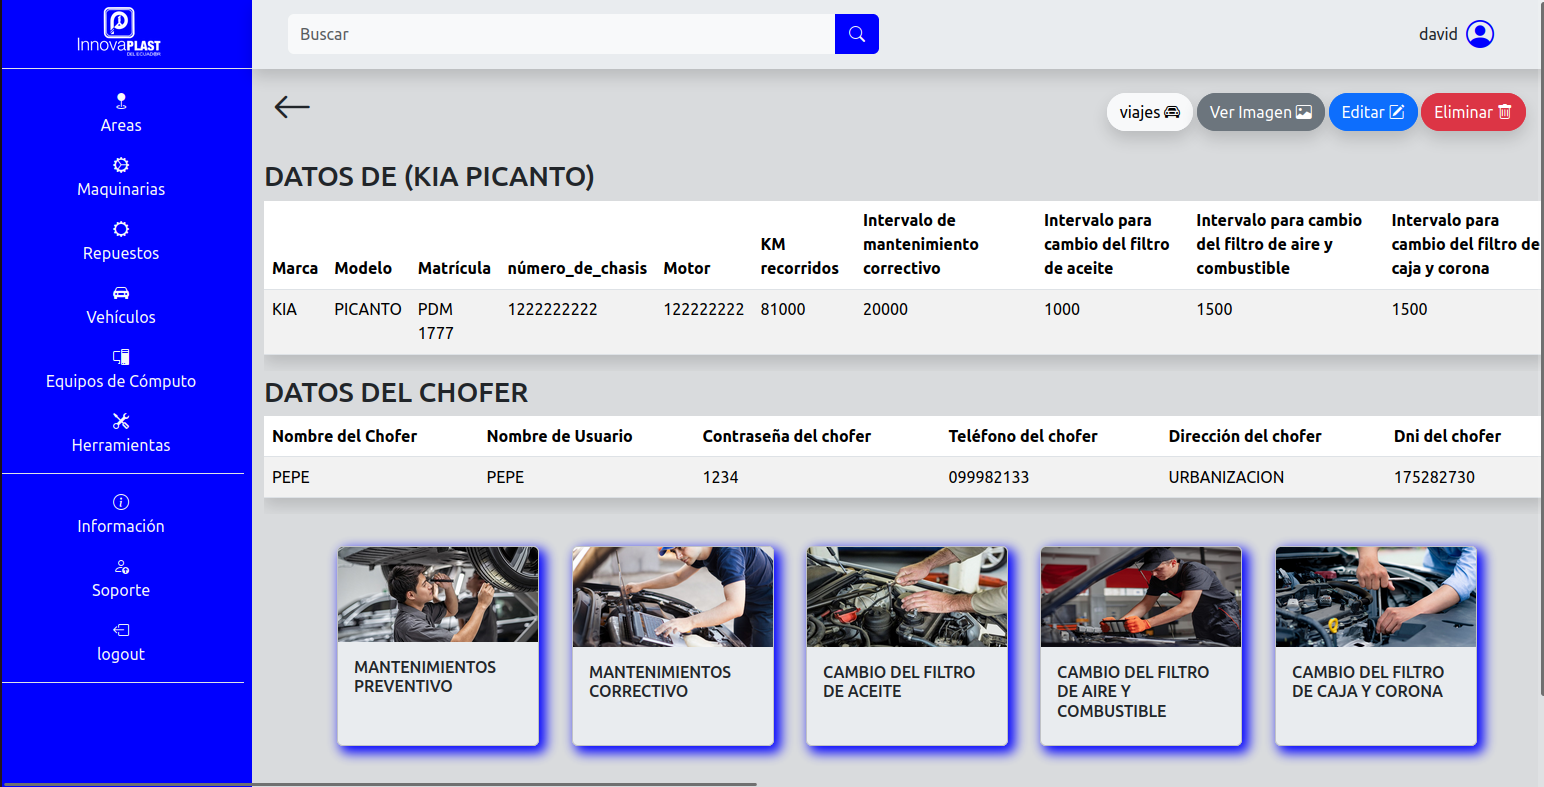 InnovaPLAST
DEL ECUADOR
Buscar
david
Areas
Maquinarias
Repuestos
Vehículos
Equipos de Cómputo
Herramientas
Información
Soporte
logout
viajes
Ver Imagen
Editar
Eliminar
DATOS DE (KIA PICANTO)
Marca Modelo Matrícula número_de_chasis Motor KM recorridos Intervalo de mantenimiento correctivo Intervalo para cambio del filtro de aceite Intervalo para cambio del filtro de aire y combustible Intervalo para cambio del filtro de caja y corona
KIA PICANTO PDM 1777 1222222222 122222222 81000 20000 1000 1500 1500
DATOS DEL CHOFER
Nombre del Chofer Nombre de Usuario Contraseña del chofer Teléfono del chofer Dirección del chofer Dni del chofer
PEPE PEPE 1234 099982133 URBANIZACION 175282730
MANTENIMIENTOS
PREVENTIVO
MANTENIMIENTOS
CORRECTIVO
CAMBIO DEL FILTRO
DE ACEITE
CAMBIO DEL FILTRO
DE AIRE Y
COMBUSTIBLE
CAMBIO DEL FILTRO
DE CAJA Y CORONA